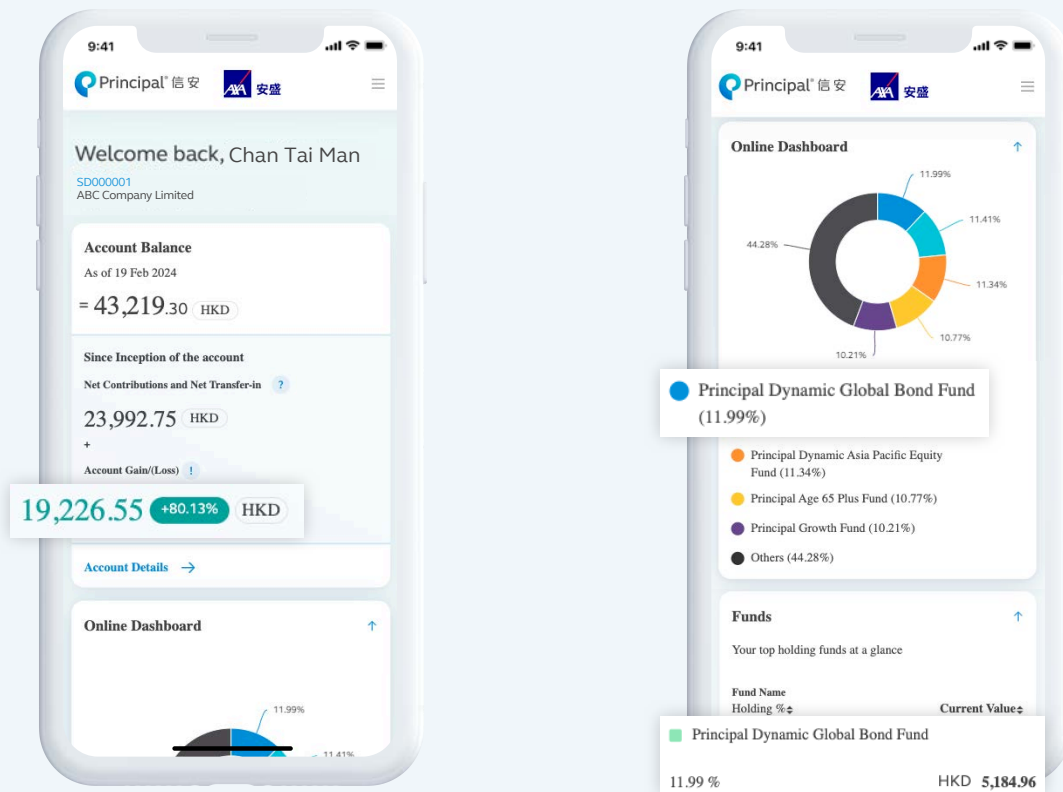 9:41
Principal® 信安 AXA 安盛
Welcome back, Chan Tai Man
SD000001
ABC Company Limited
Account Balance
As of 19 Feb 2024
= 43,219.30 HKD
Since Inception of the account
Net Contributions and Net Transfer-in ?
23,992.75 HKD
+
Account Gain/(Loss) !
19,226.55 +80.13% HKD
Account Details →
Online Dashboard ↑
11.99%
11.41%
9:41
Principal® 信安 AXA 安盛
Online Dashboard ↑
11.99%
11.41%
44.28%
11.34%
10.77%
10.21%
Principal Dynamic Global Bond Fund
(11.99%)
Principal Dynamic Asia Pacific Equity
Fund (11.34%)
Principal Age 65 Plus Fund (10.77%)
Principal Growth Fund (10.21%)
Others (44.28%)
Funds ↑
Your top holding funds at a glance
Fund Name
Holding % Current Value
Principal Dynamic Global Bond Fund
11.99 % HKD 5,184.96